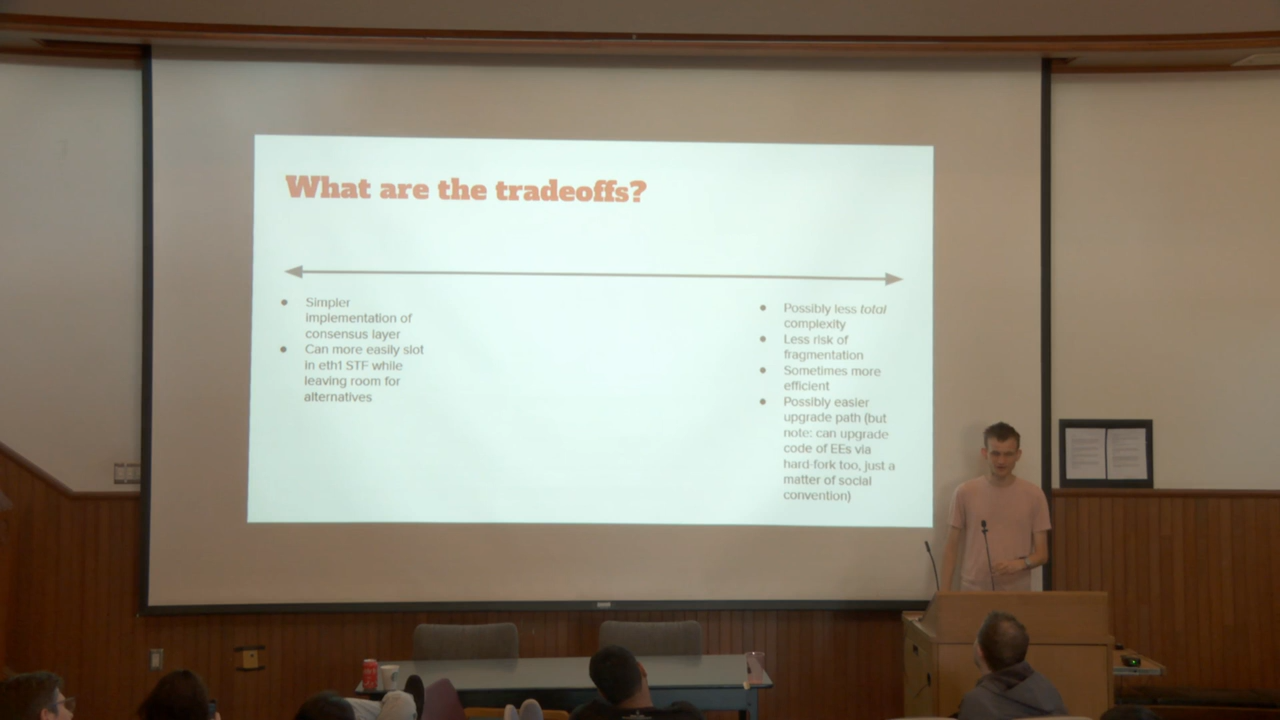 What are the tradeoffs?
● Simpler
implementation of
consensus layer
● Can more easily slot
in eth1 STF while
leaving room for
alternatives
● Possibly less total
complexity
● Less risk of
fragmentation
● Sometimes more
efficient
● Possibly easier
upgrade path (but
note: can upgrade
code of EEs via
hard-fork too, just a
matter of social
convention)